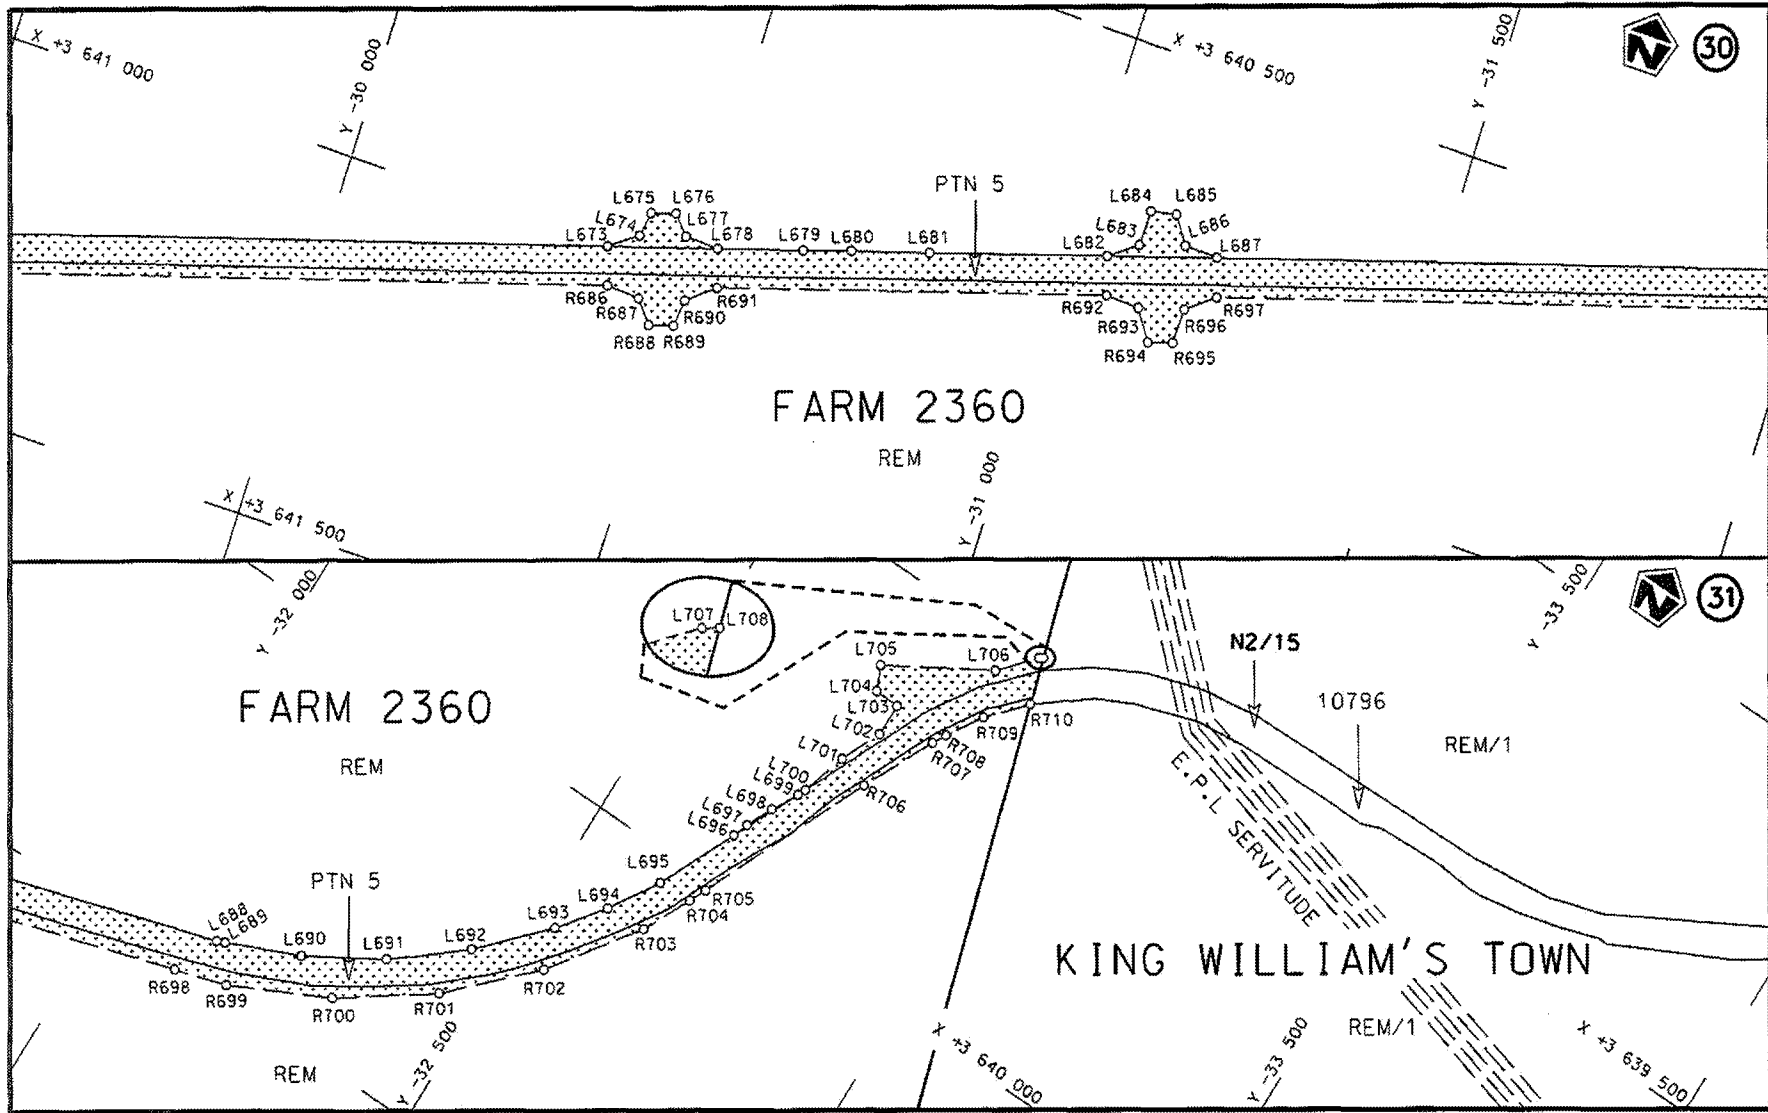 X +3 641 000
Y -30 000
X +3 640 500
Y -31 500
N
30
PTN 5
L673
L674
L675
L676
L677
L678
L679
L680
L681
L682
L683
L684
L685
L686
L687
R686
R687
R688
R689
R690
R691
R692
R693
R694
R695
R696
R697
FARM 2360
REM
X +3 641 500
Y -31 000
Y -32 000
Y -33 500
N
31
L707
L708
L705
L706
L704
L703
L702
L701
L700
L699
L698
L697
L696
L695
L694
L693
L692
L691
L690
L689
L688
R710
R709
R708
R707
R706
R705
R704
R703
R702
R701
R700
R699
R698
N2/15
10796
REM/1
FARM 2360
REM
PTN 5
E.P.L SERVITUDE
KING WILLIAM'S TOWN
REM/1
REM
Y -32 500
X +3 640 000
Y -33 500
X +3 639 500